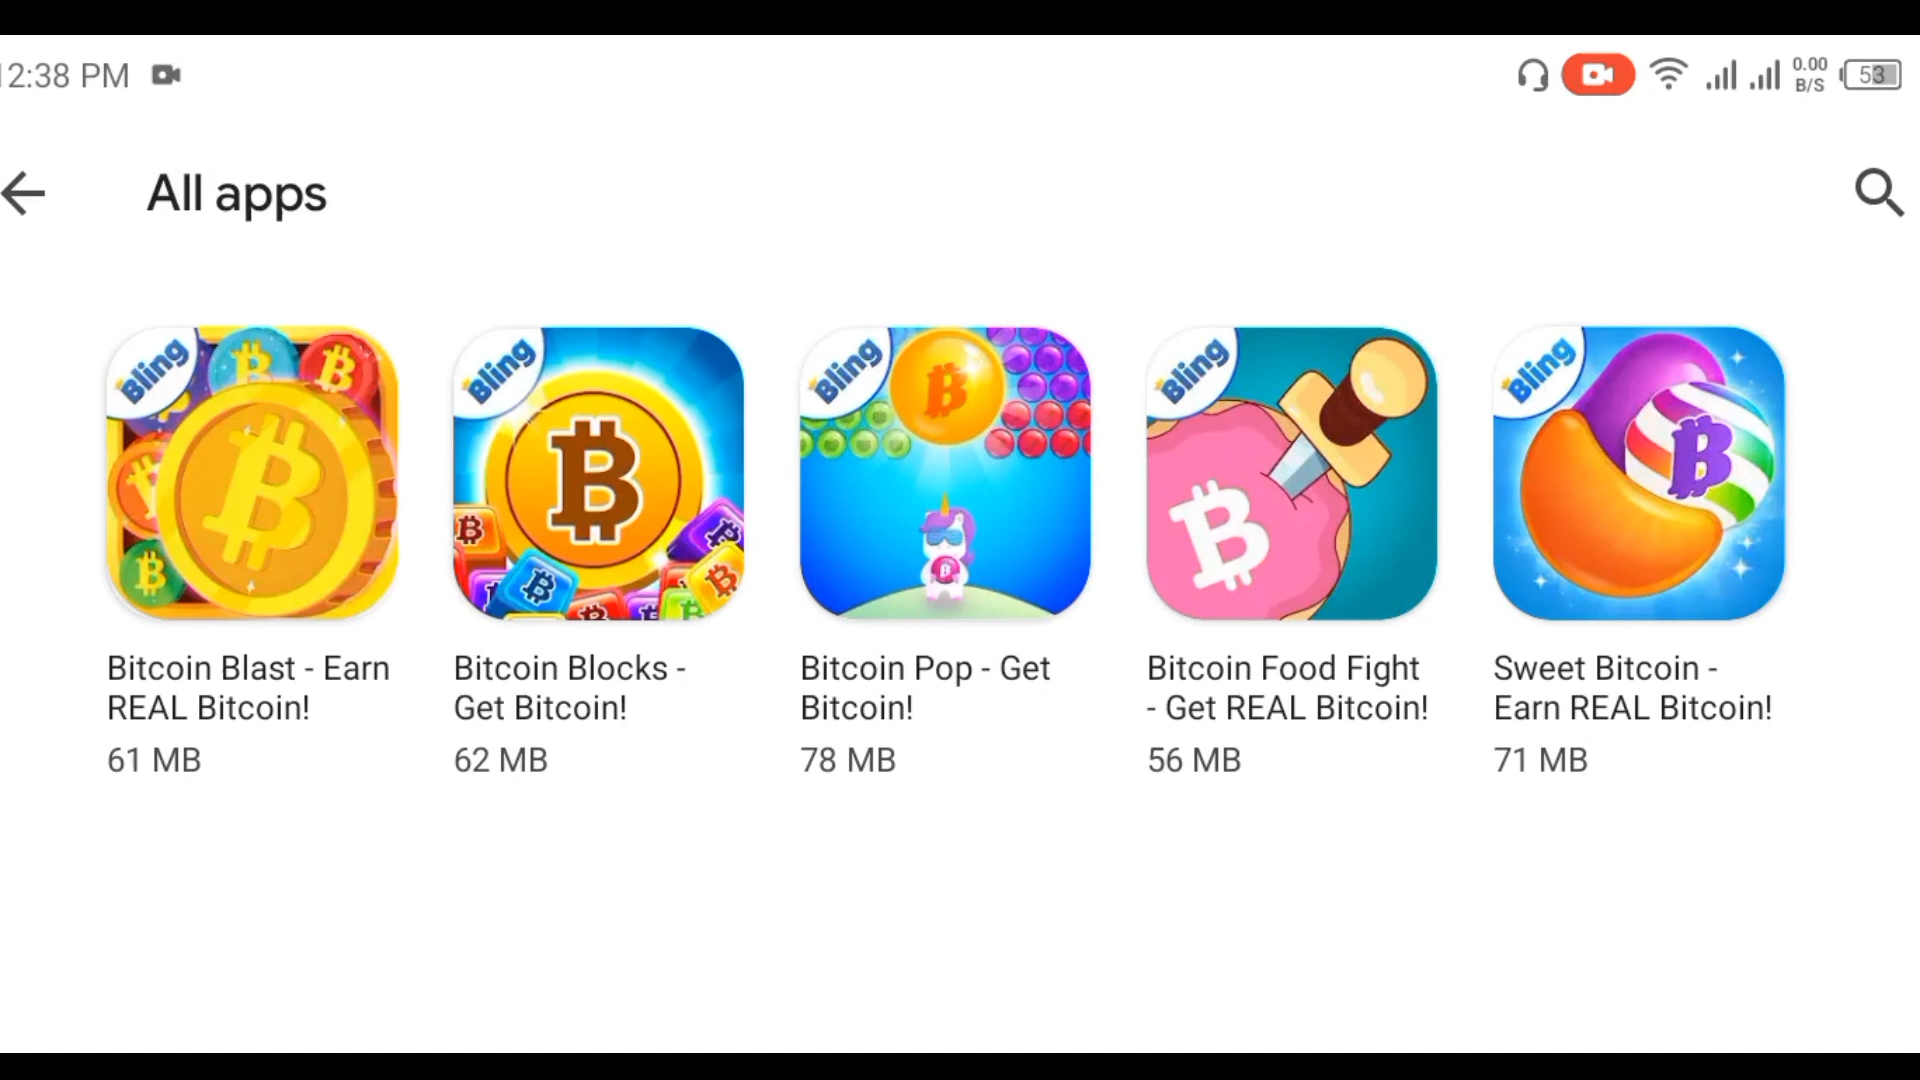 12:38 PM
0.00
B/S
53
All apps
Bling
Bling
Bling
Bling
Bling
Bitcoin Blast - Earn
REAL Bitcoin!
61 MB
Bitcoin Blocks -
Get Bitcoin!
62 MB
Bitcoin Pop - Get
Bitcoin!
78 MB
Bitcoin Food Fight
- Get REAL Bitcoin!
56 MB
Sweet Bitcoin -
Earn REAL Bitcoin!
71 MB